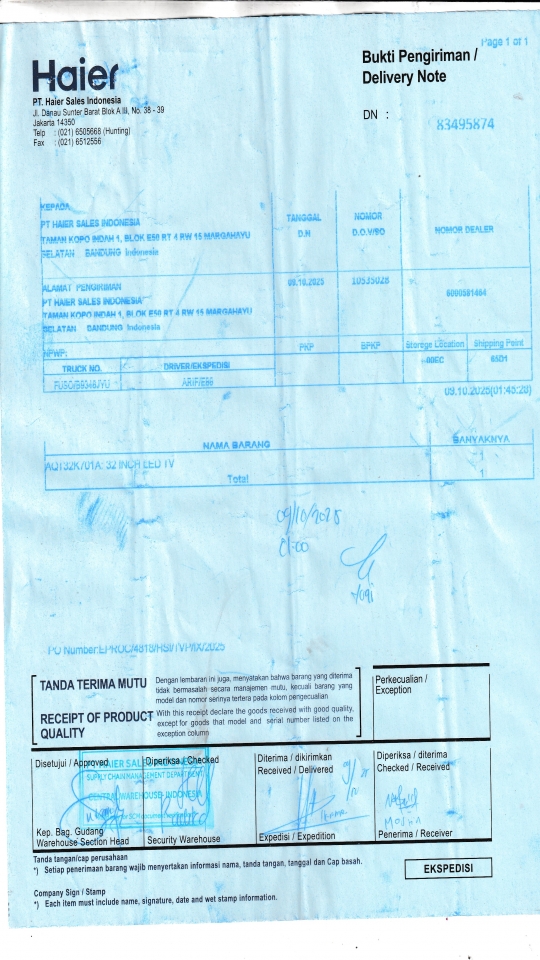 Page 1 of 1
Haier
Bukti Pengiriman /
Delivery Note
PT. Haier Sales Indonesia
Jl. Danau Sunter Barat Blok A III, No. 38 - 39
Jakarta 14350
Telp : (021) 6505668 (Hunting)
Fax : (021) 6512556
DN :
83495874
KEPADA
PT HAIER SALES INDONESIA
TAMAN KOPO INDAH 1, BLOK E50 RT 4 RW 15 MARGAHAYU
SELATAN BANDUNG Indonesia
TANGGAL
D.N
NOMOR
D.O.V/SO
NOMOR DEALER
ALAMAT PENGIRIMAN
PT HAIER SALES INDONESIA
TAMAN KOPO INDAH 1, BLOK E50 RT 4 RW 15 MARGAHAYU
SELATAN BANDUNG Indonesia
09.10.2025
10535028
NPWP:
PKP
BPKP
Storage Location
Shipping Point
TRUCK NO.
DRIVER/EKSPEDISI
09.10.2025(01:45:28)
NAMA BARANG
BANYAKNYA
32 INCH LED TV
1
Total
1
09/10/2025
Yogi
PO Number:EPROC/4818/HSI/TVP/IX/2025
TANDA TERIMA MUTU
Dengan lembaran ini juga, menyatakan bahwa barang yang diterima
tidak bermasalah secara manajemen mutu, kecuali barang yang
model dan nomor serinya tertera pada kolom pengecualian
RECEIPT OF PRODUCT
QUALITY
With this receipt declare the goods received with good quality,
except for goods that model and serial number listed on the
exception column
Perkecualian /
Exception
Disetujui / Approved
Diperiksa / Checked
Diterima / dikirimkan
Received / Delivered
Diperiksa / diterima
Checked / Received
HAIER SALES INDONESIA
SUPPLY CHAIN MANAGEMENT DEPARTMENT
CENTRAL WAREHOUSE - INDONESIA
Kep. Bag. Gudang
Warehouse Section Head
Security Warehouse
Expedisi / Expedition
Penerima / Receiver
Tanda tangan/cap perusahaan
*) Setiap penerimaan barang wajib menyertakan informasi nama, tanda tangan, tanggal dan Cap basah.
EKSPEDISI
Company Sign / Stamp
*) Each item must include name, signature, date and wet stamp information.